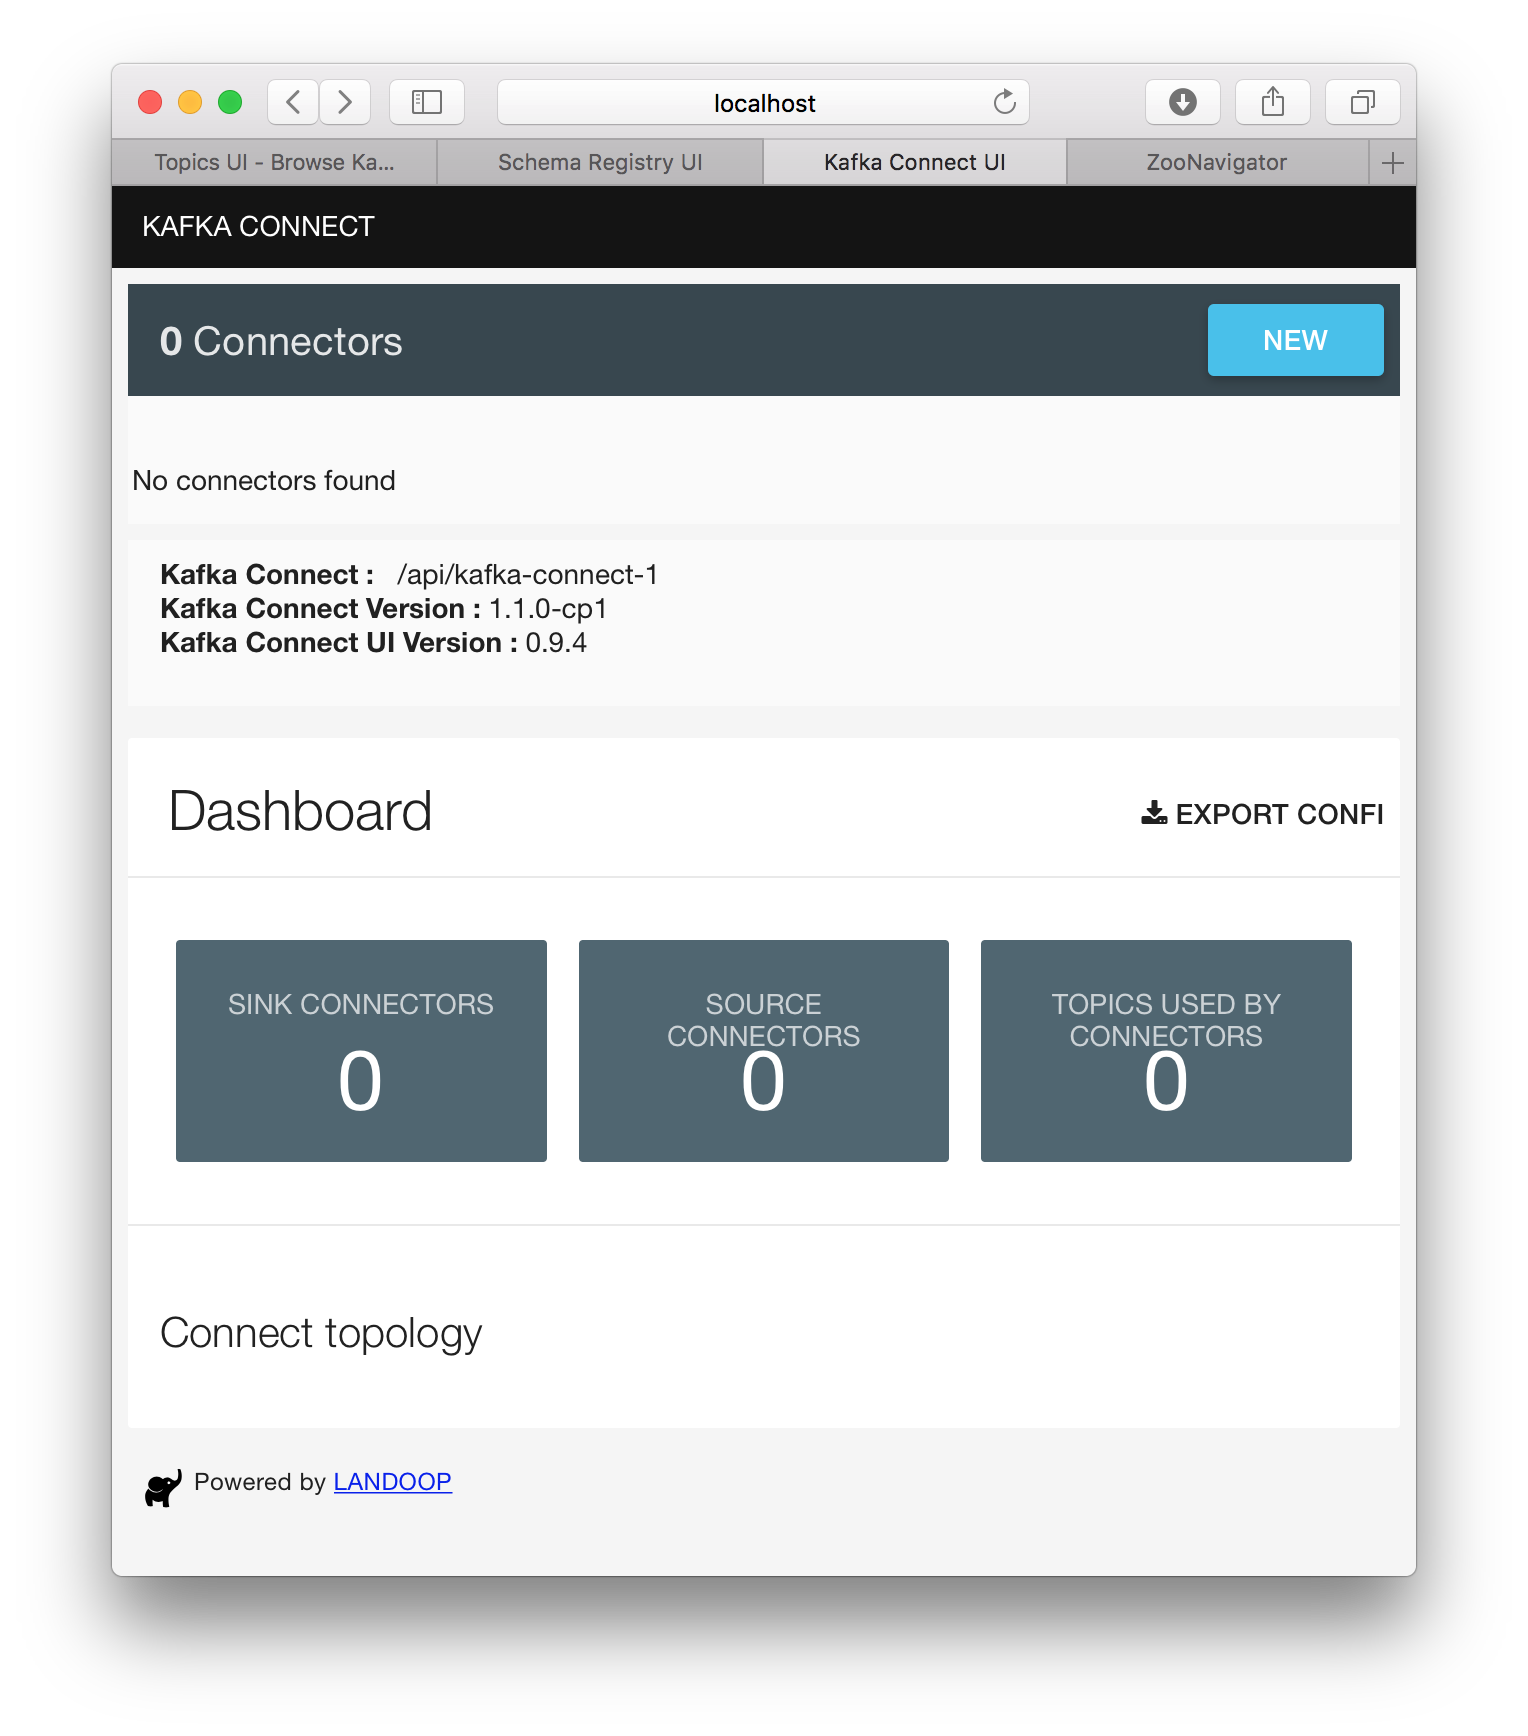 localhost
Topics UI - Browse Ka...
Schema Registry UI
Kafka Connect UI
ZooNavigator
KAFKA CONNECT
0 Connectors
NEW
No connectors found
Kafka Connect : /api/kafka-connect-1
Kafka Connect Version : 1.1.0-cp1
Kafka Connect UI Version : 0.9.4
Dashboard
EXPORT CONFI
SINK CONNECTORS
0
SOURCE
CONNECTORS
0
TOPICS USED BY
CONNECTORS
0
Connect topology
Powered by LANDOOP